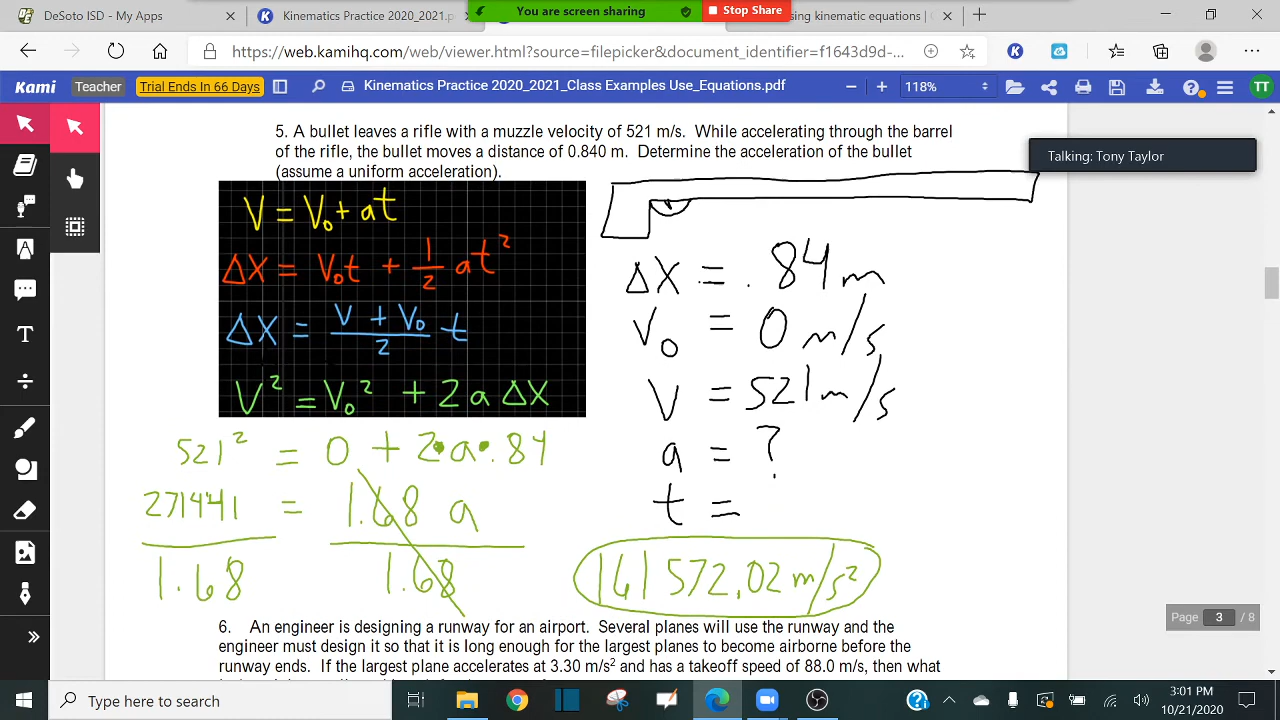 DeSoto ISD
Kinematics 2020_2021.p
You are screen sharing
Stop Share
sing kinematic equations | c
https://web.kamihq.com/web/viewer.html?source=filepicker&document_identifier=f1643d9d-...
Kami
Teacher
Trial Ends In 66 Days
Kinematics Practice 2020_2021_Class Examples Use_Equations.pdf
118%
TT
Talking: Tony Taylor
5. A bullet leaves a rifle with a muzzle velocity of 521 m/s. While accelerating through the barrel
of the rifle, the bullet moves a distance of 0.840 m. Determine the acceleration of the bullet
(assume a uniform acceleration).
V = V₀ + at
ΔX = V₀t + 1/2 at²
ΔX = V + V₀/2 t
V² = V₀² + 2a ΔX
ΔX = .84 m
V₀ = 0 m/s
V = 521 m/s
a = ?
t =
521² = 0 + 2•a•.84
271441 = 1.68 a
1.68 1.68
161 572.02 m/s²
6. An engineer is designing a runway for an airport. Several planes will use the runway and the
engineer must design it so that it is long enough for the largest planes to become airborne before the
runway ends. If the largest plane accelerates at 3.30 m/s² and has a takeoff speed of 88.0 m/s, then what
Page 3 / 8
Type here to search
3:01 PM
10/21/2020